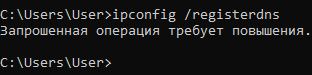 C:\Users\User>ipconfig /registerdns
Запрошенная операция требует повышения.
C:\Users\User>